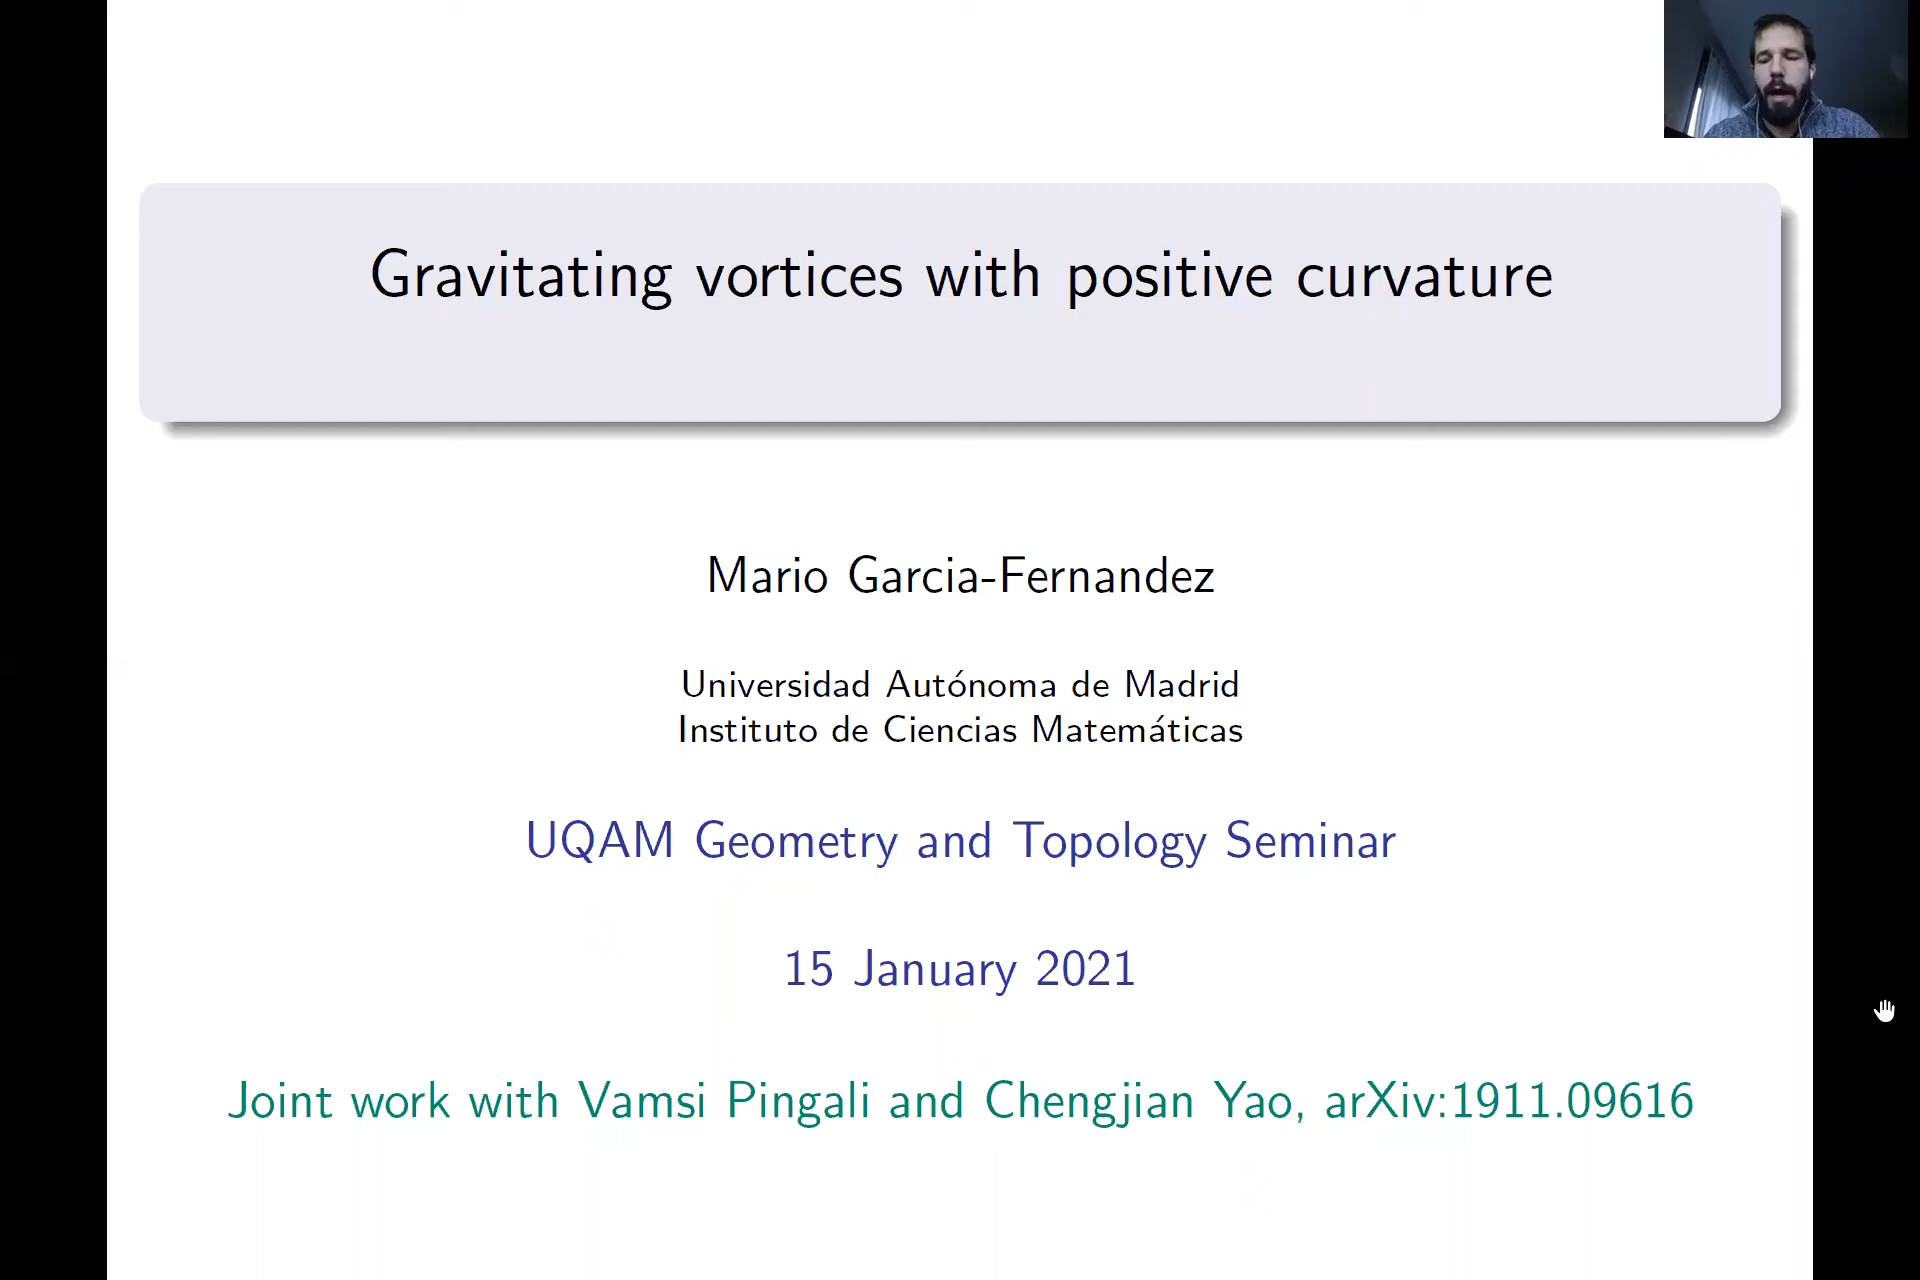 Gravitating vortices with positive curvature
Mario Garcia-Fernandez
Universidad Autónoma de Madrid
Instituto de Ciencias Matemáticas
UQAM Geometry and Topology Seminar
15 January 2021
Joint work with Vamsi Pingali and Chengjian Yao, arXiv:1911.09616